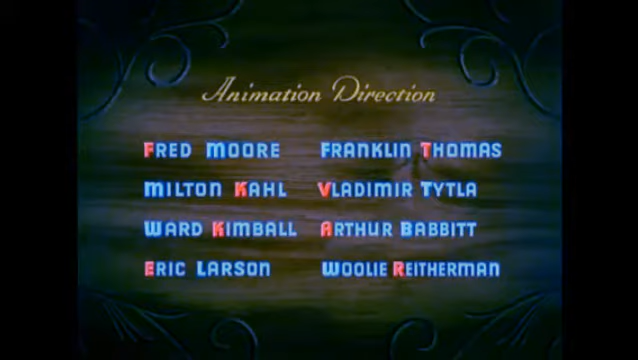 Animation Direction
FRED MOORE FRANKLIN THOMAS
MILTON KAHL VLADIMIR TYTLA
WARD KIMBALL ARTHUR BABBITT
ERIC LARSON WOOLIE REITHERMAN